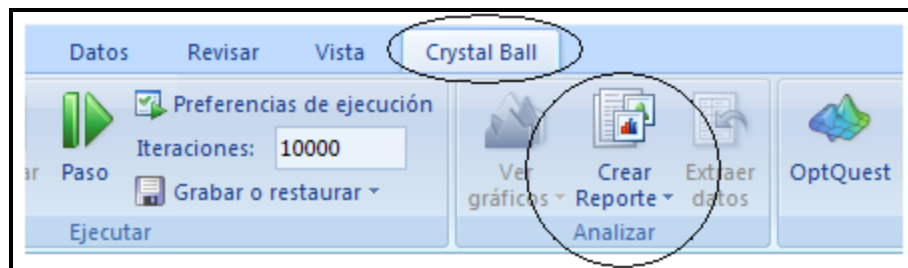 Datos Revisar Vista Crystal Ball
Paso
Preferencias de ejecución
Iteraciones: 10000
Grabar o restaurar
Ejecutar
Ver gráficos
Crear Reporte
Extraer datos
Analizar
OptQuest